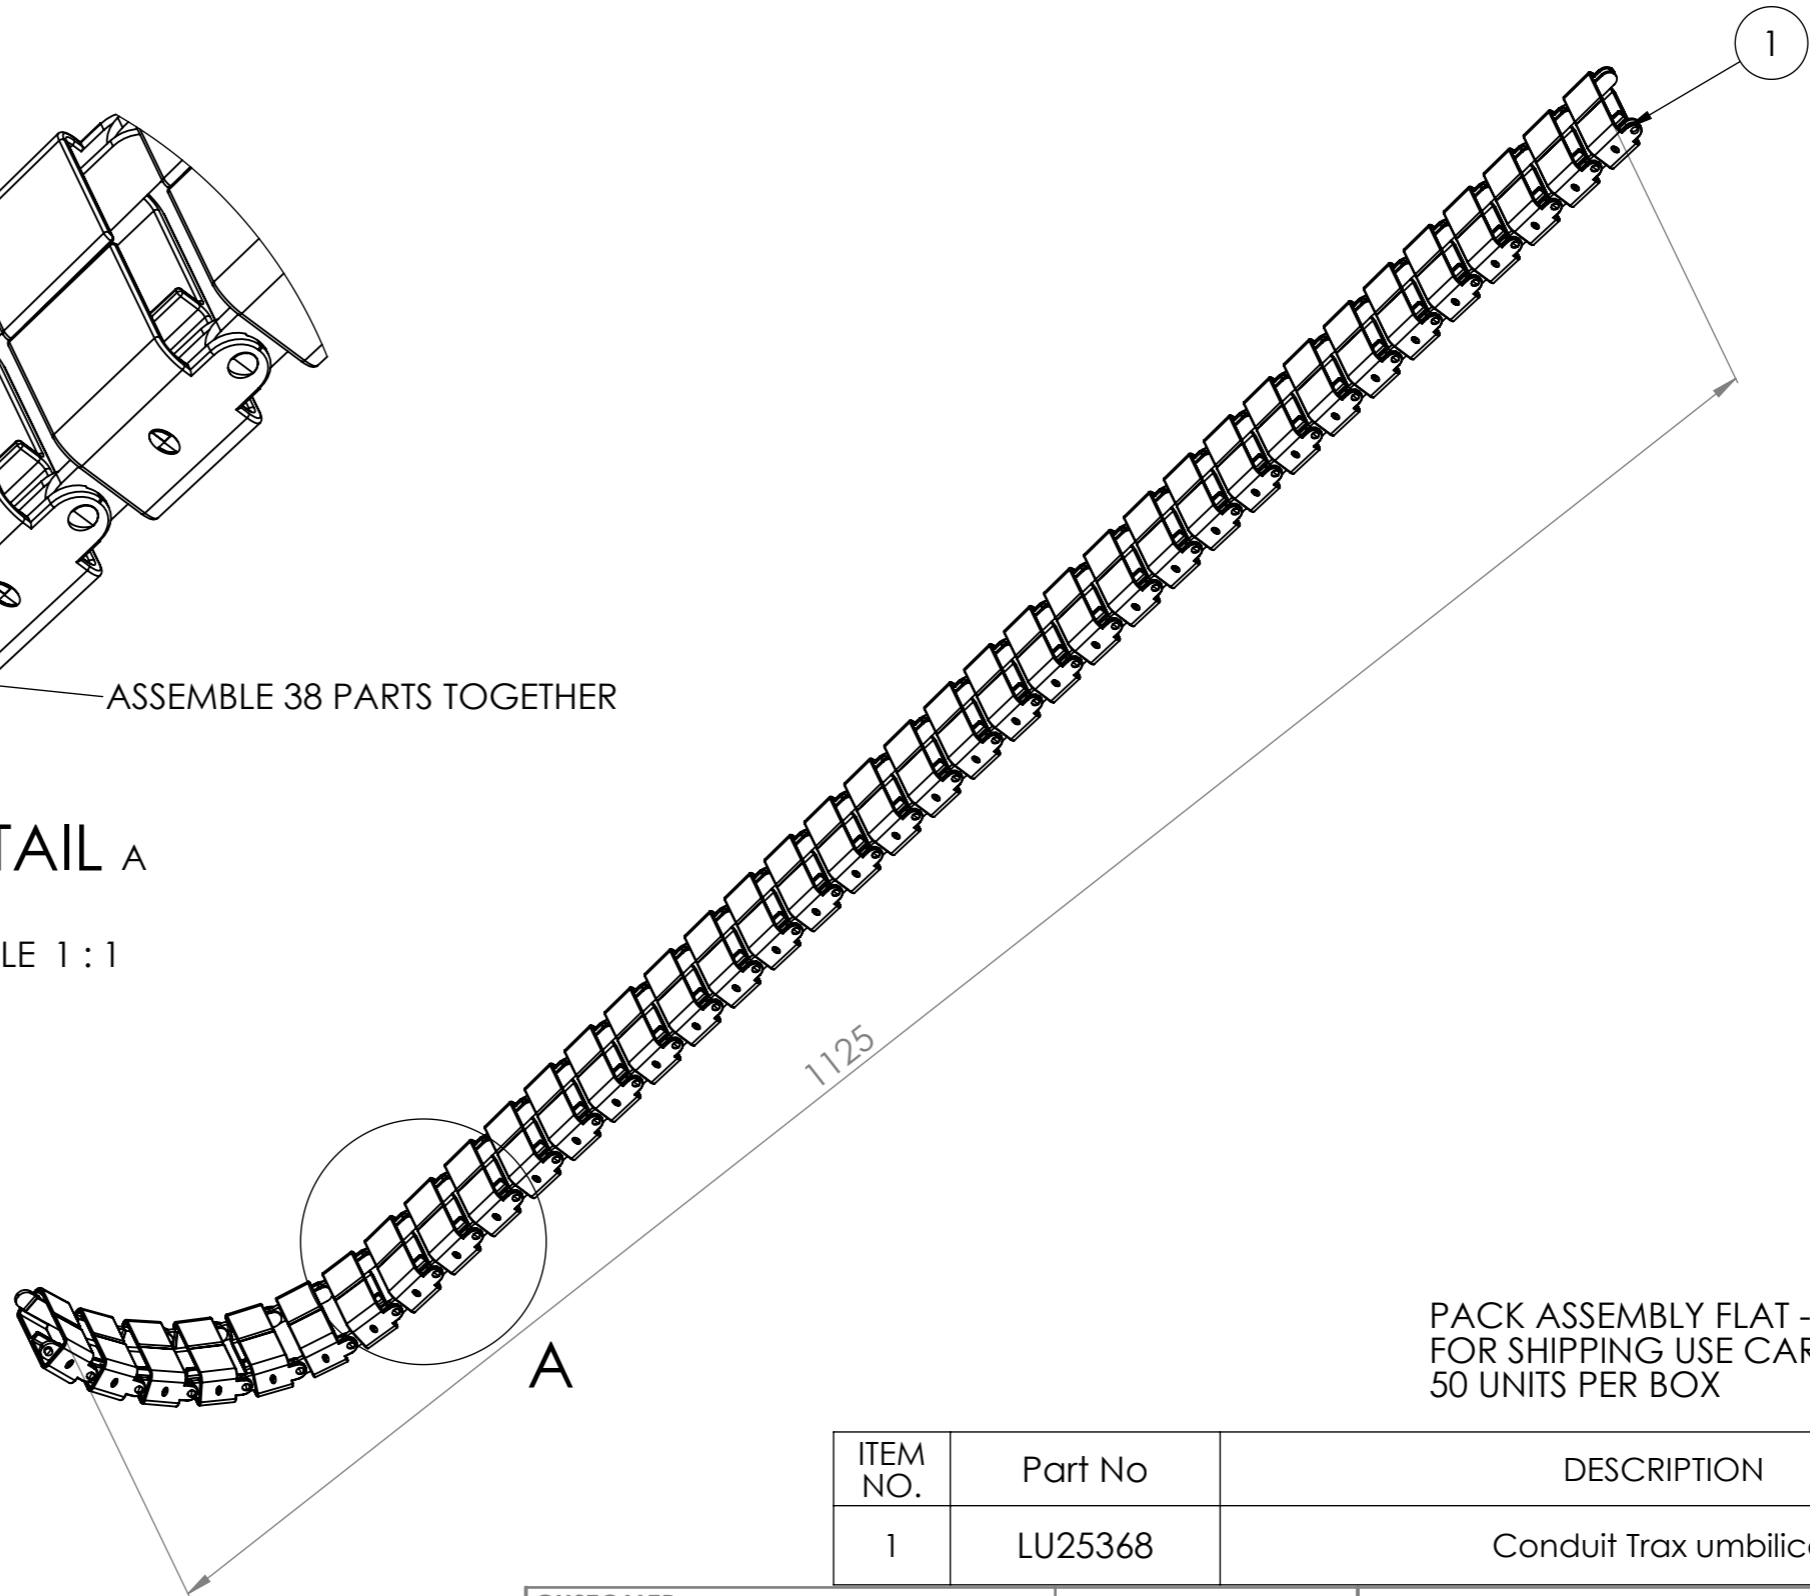 1
ASSEMBLE 38 PARTS TOGETHER
TAIL A
LE 1 : 1
1125
A
PACK ASSEMBLY FLAT -
FOR SHIPPING USE CAR
50 UNITS PER BOX
ITEM NO. Part No DESCRIPTION
1 LU25368 Conduit Trax umbilic
CUSTOMER